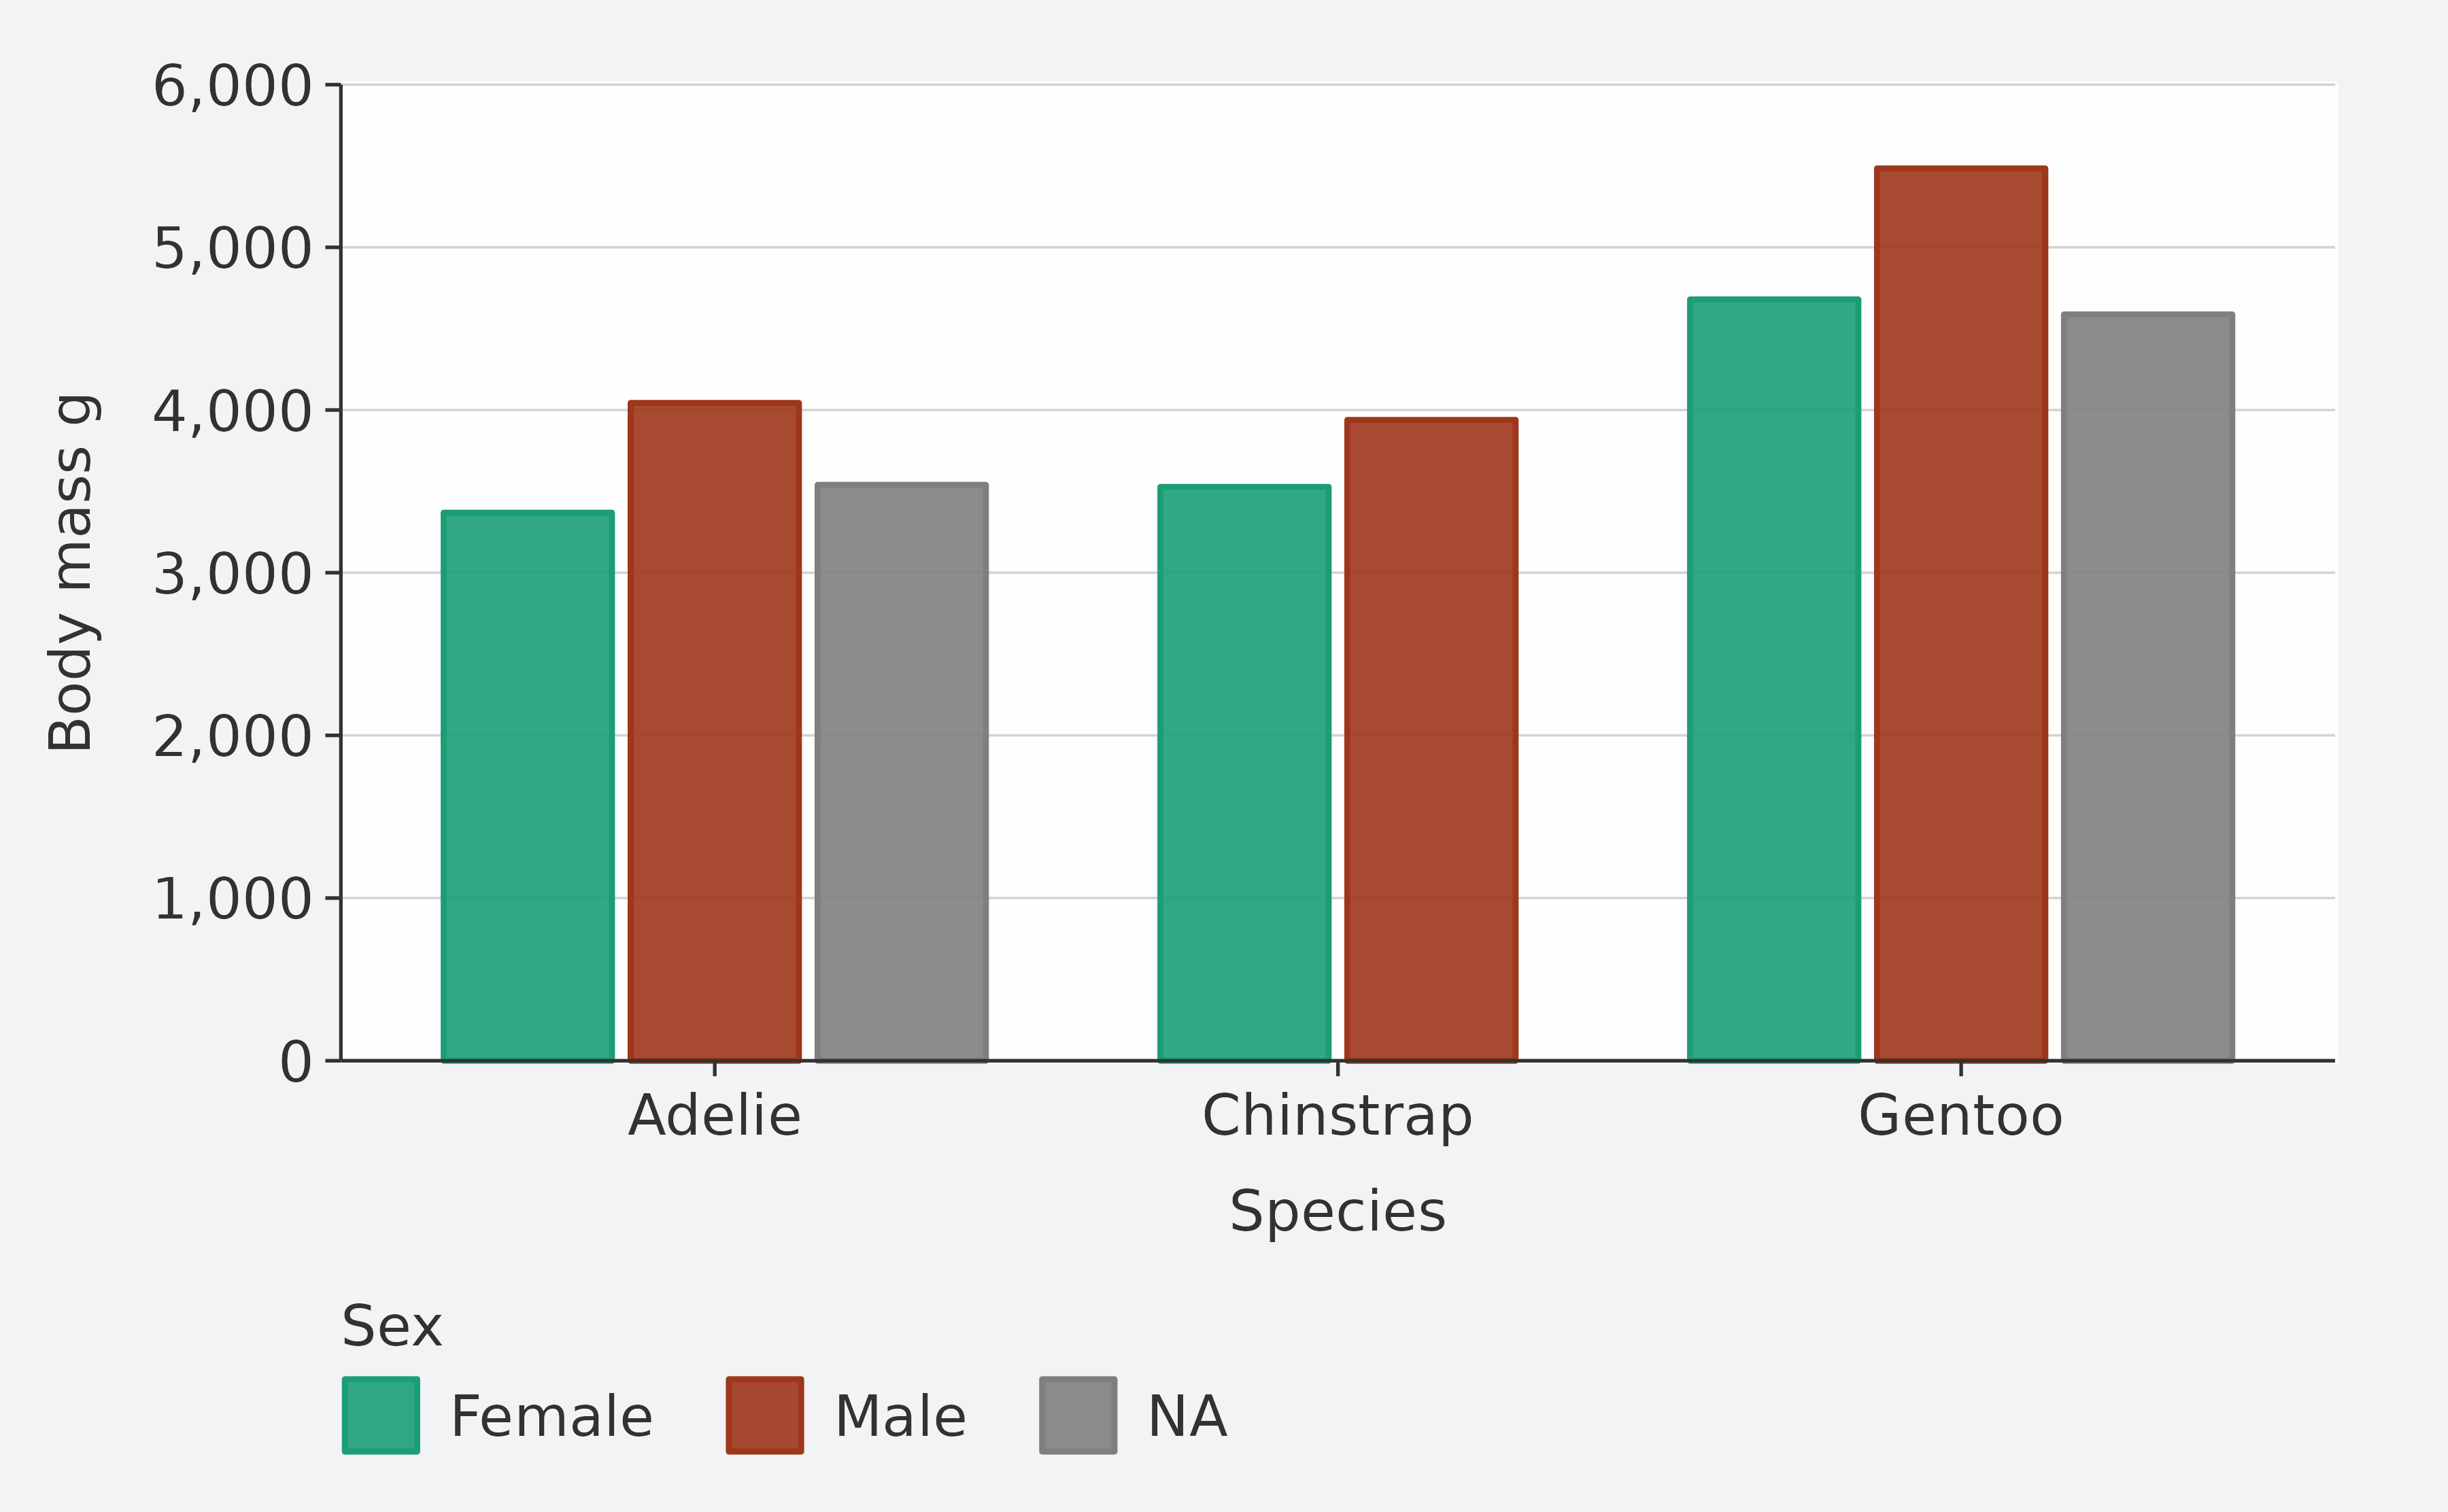 6,000
5,000
4,000
3,000
2,000
1,000
0
Body mass g
Adelie Chinstrap Gentoo
Species
Sex
Female Male NA